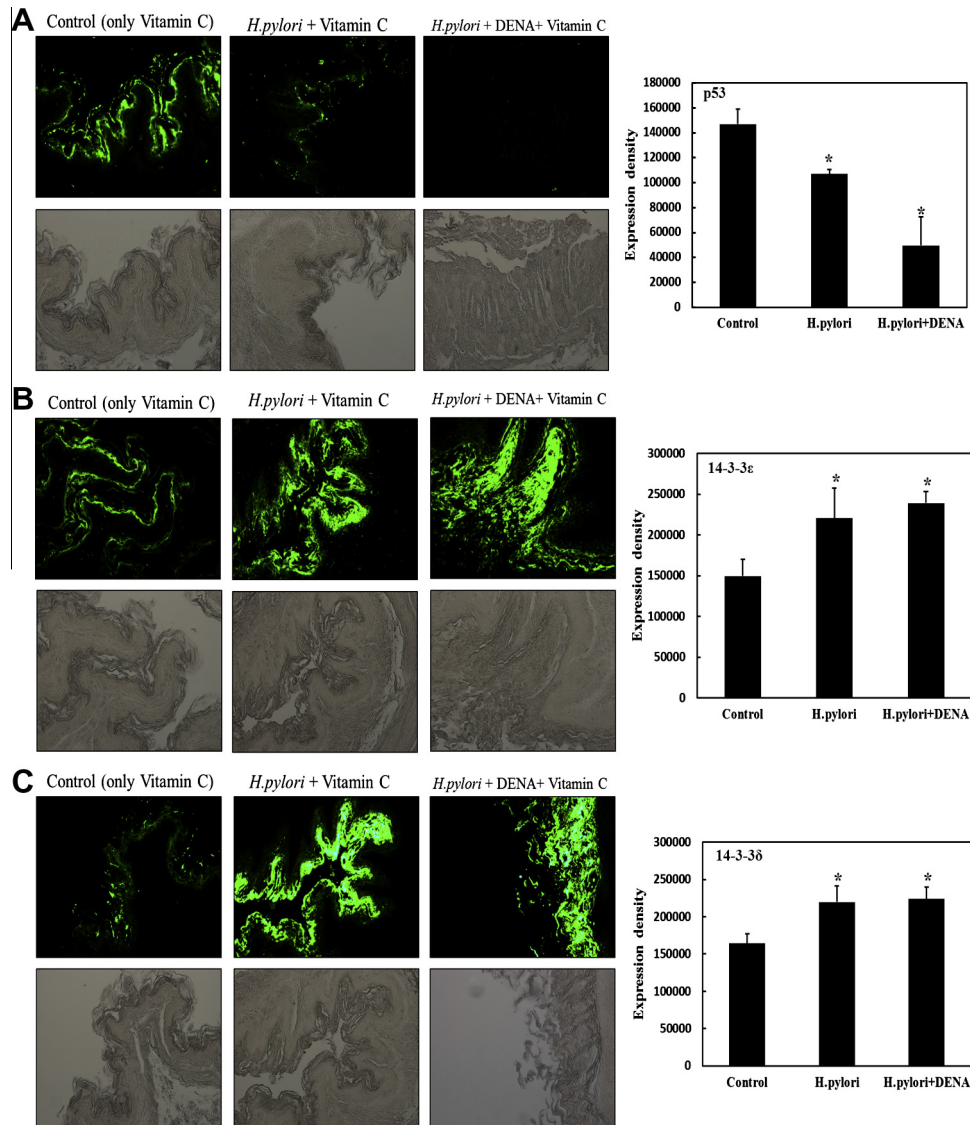 A
Control (only Vitamin C)
H.pylori + Vitamin C
H.pylori + DENA+ Vitamin C
p53
180000
160000
140000
120000
100000
80000
60000
40000
20000
0
Expression density
*
*
Control
H.pylori
H.pylori+DENA
B
Control (only Vitamin C)
H.pylori + Vitamin C
H.pylori + DENA+ Vitamin C
14-3-3ε
300000
250000
200000
150000
100000
50000
0
Expression density
*
*
Control
H.pylori
H.pylori+DENA
C
Control (only Vitamin C)
H.pylori + Vitamin C
H.pylori + DENA+ Vitamin C
14-3-3δ
300000
250000
200000
150000
100000
50000
0
Expression density
*
*
Control
H.pylori
H.pylori+DENA